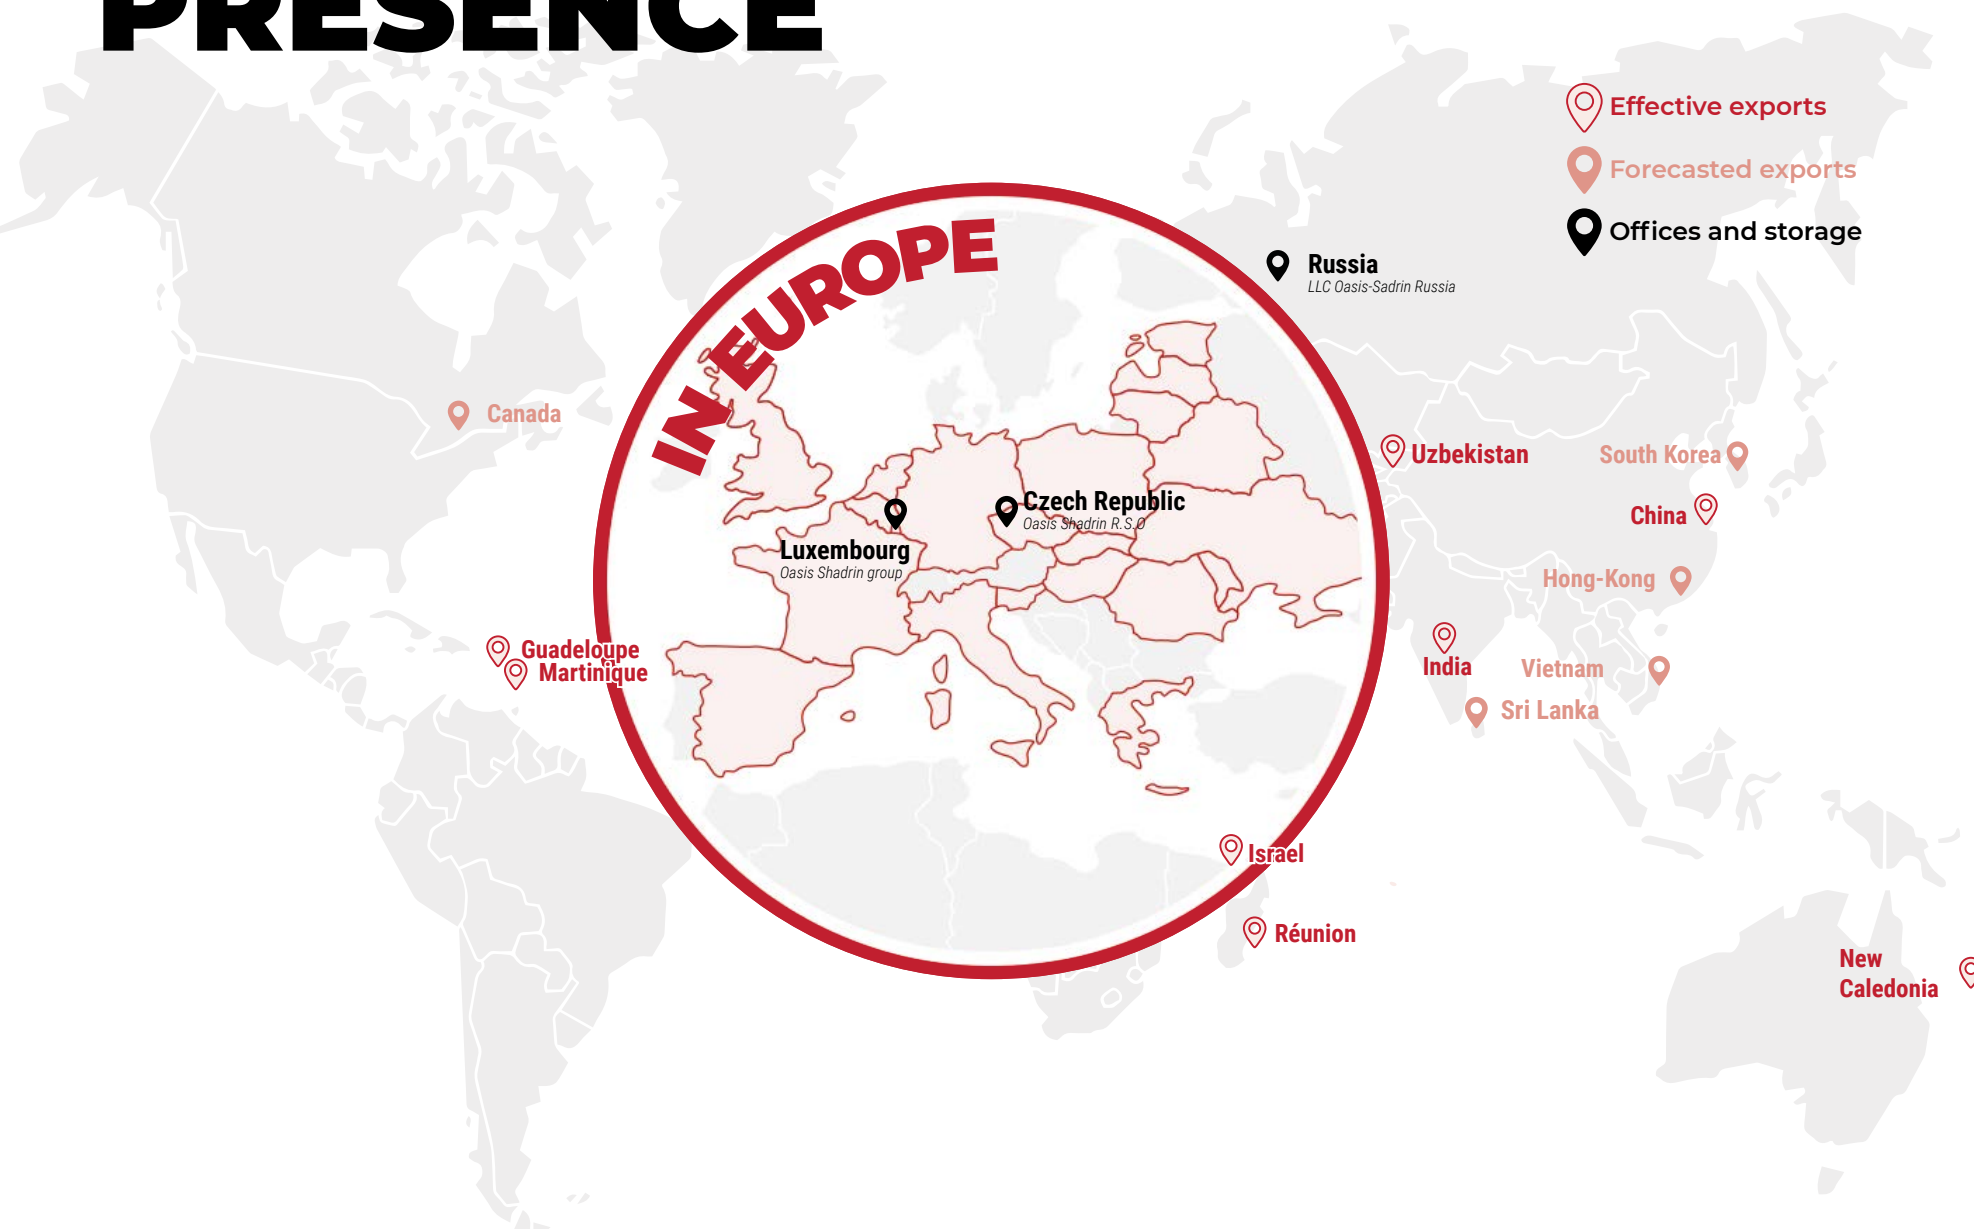 PRESENCE
Effective exports
Forecasted exports
Offices and storage
IN EUROPE
Russia
LLC Oasis-Sadrin Russia
Canada
Uzbekistan
South Korea
Czech Republic
Oasis Shadrin R.S.O
China
Luxembourg
Oasis Shadrin group
Hong-Kong
Guadeloupe
Martinique
India
Vietnam
Sri Lanka
Israel
Réunion
New
Caledonia